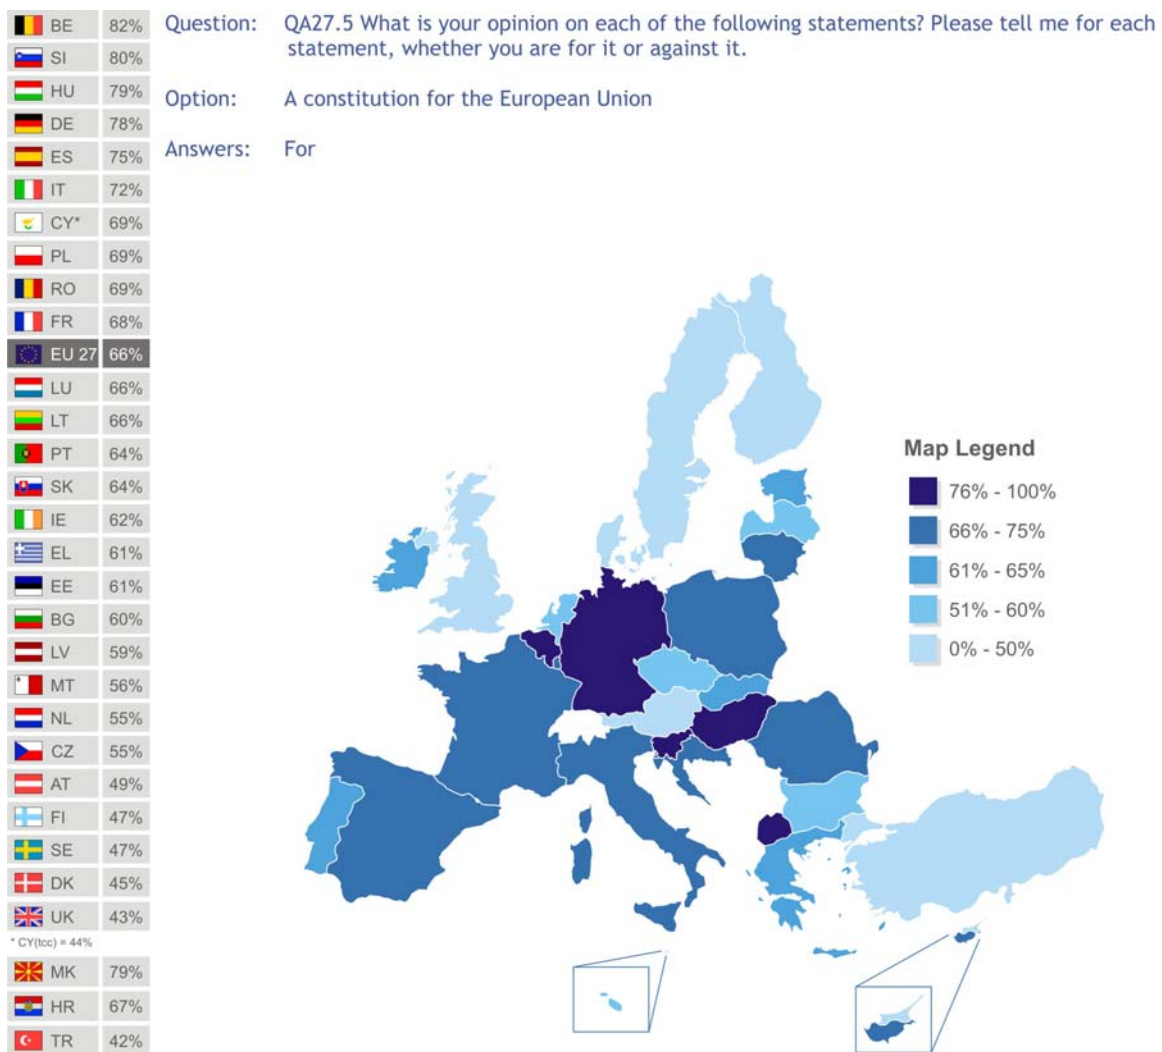 BE 82%
SI 80%
HU 79%
DE 78%
ES 75%
IT 72%
CY* 69%
PL 69%
RO 69%
FR 68%
EU 27 66%
LU 66%
LT 66%
PT 64%
SK 64%
IE 62%
EL 61%
EE 61%
BG 60%
LV 59%
MT 56%
NL 55%
CZ 55%
AT 49%
FI 47%
SE 47%
DK 45%
UK 43%
* CY(tcc) = 44%
MK 79%
HR 67%
TR 42%
Question: QA27.5 What is your opinion on each of the following statements? Please tell me for each
statement, whether you are for it or against it.
Option: A constitution for the European Union
Answers: For
Map Legend
76% - 100%
66% - 75%
61% - 65%
51% - 60%
0% - 50%